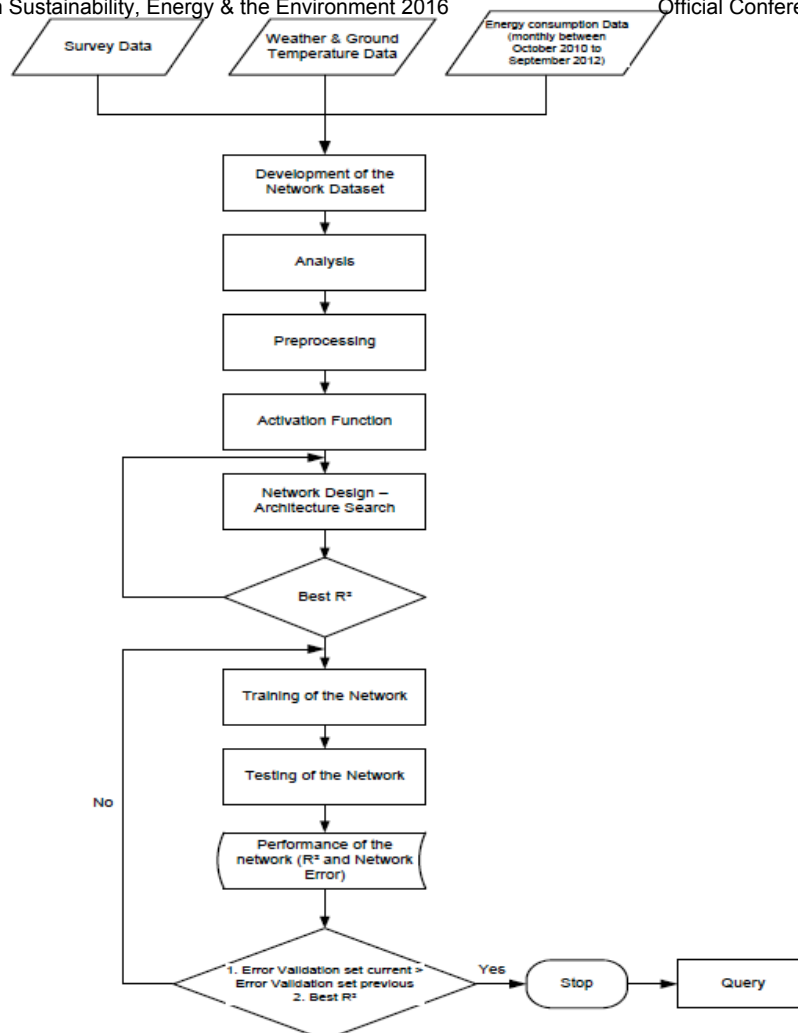 n Sustainability, Energy & the Environment 2016
Official Confere
Survey Data
Weather & Ground
Temperature Data
Energy consumption Data
(monthly between
October 2010 to
September 2012)
Development of the
Network Dataset
Analysis
Preprocessing
Activation Function
Network Design –
Architecture Search
Best R²
Training of the Network
Testing of the Network
No
Performance of the
network (R² and Network
Error)
1. Error Validation set current >
Error Validation set previous
2. Best R²
Yes
Stop
Query